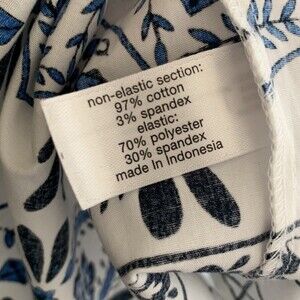 non-elastic section:
97% cotton
3% spandex
elastic:
70% polyester
30% spandex
made in Indonesia